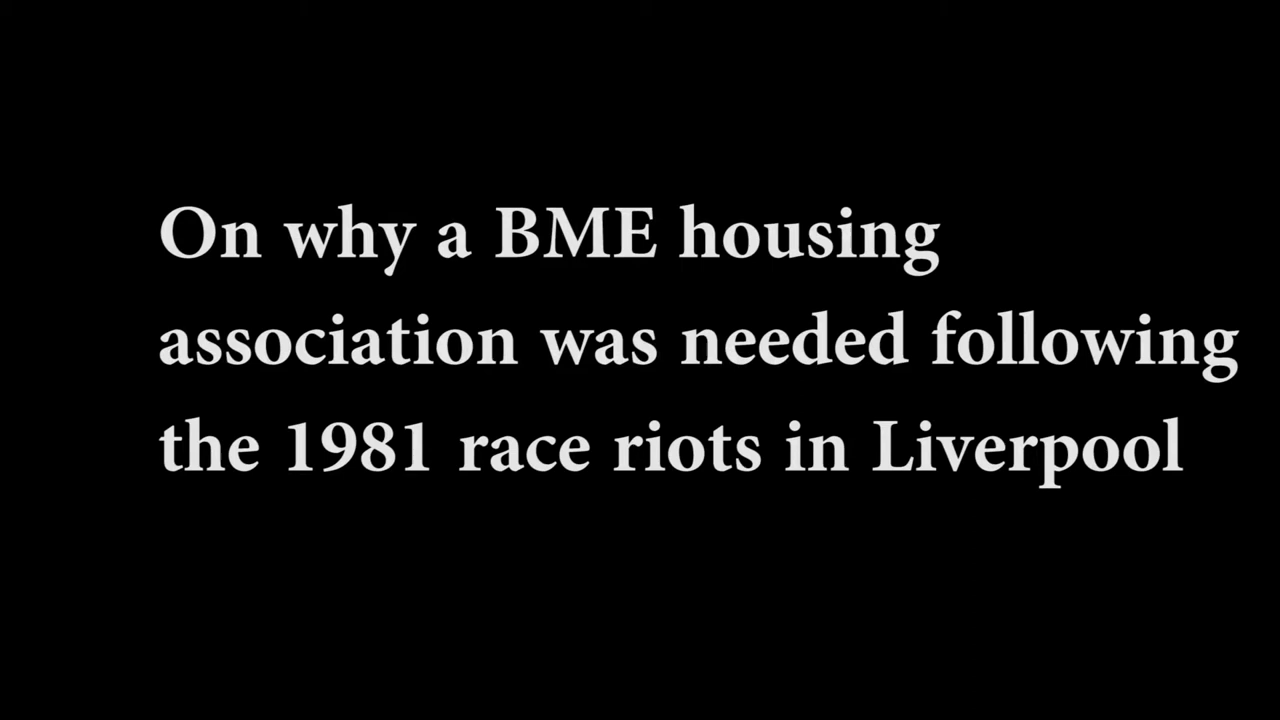 On why a BME housing
association was needed following
the 1981 race riots in Liverpool